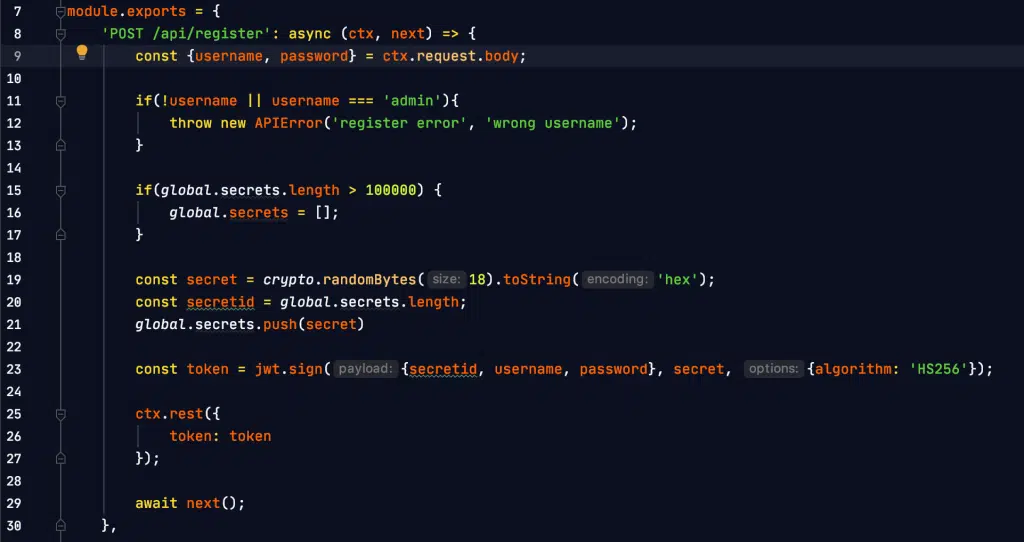 7 module.exports = {
8 'POST /api/register': async (ctx, next) => {
9 const {username, password} = ctx.request.body;
10
11 if(!username || username === 'admin'){
12 throw new APIError('register error', 'wrong username');
13 }
14
15 if(global.secrets.length > 100000) {
16 global.secrets = [];
17 }
18
19 const secret = crypto.randomBytes( size: 18).toString( encoding: 'hex');
20 const secretid = global.secrets.length;
21 global.secrets.push(secret)
22
23 const token = jwt.sign( payload: {secretid, username, password}, secret, options: {algorithm: 'HS256'});
24
25 ctx.rest({
26 token: token
27 });
28
29 await next();
30 },